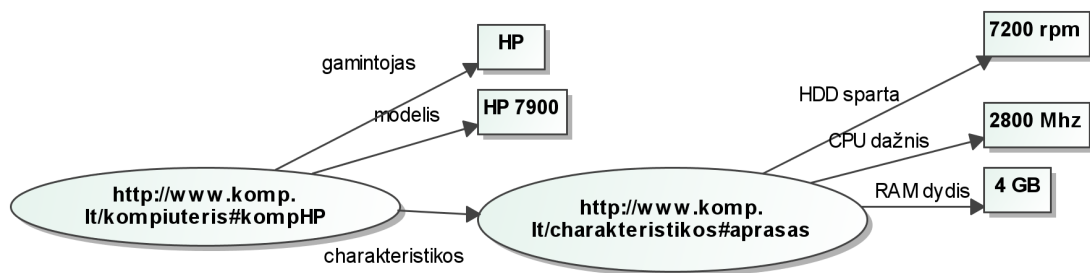 HP
gamintojas
HP 7900
modelis
http://www.komp.
lt/kompiuteris#kompHP
charakteristikos
7200 rpm
HDD sparta
2800 Mhz
CPU dažnis
4 GB
RAM dydis
http://www.komp.
lt/charakteristikos#aprasas